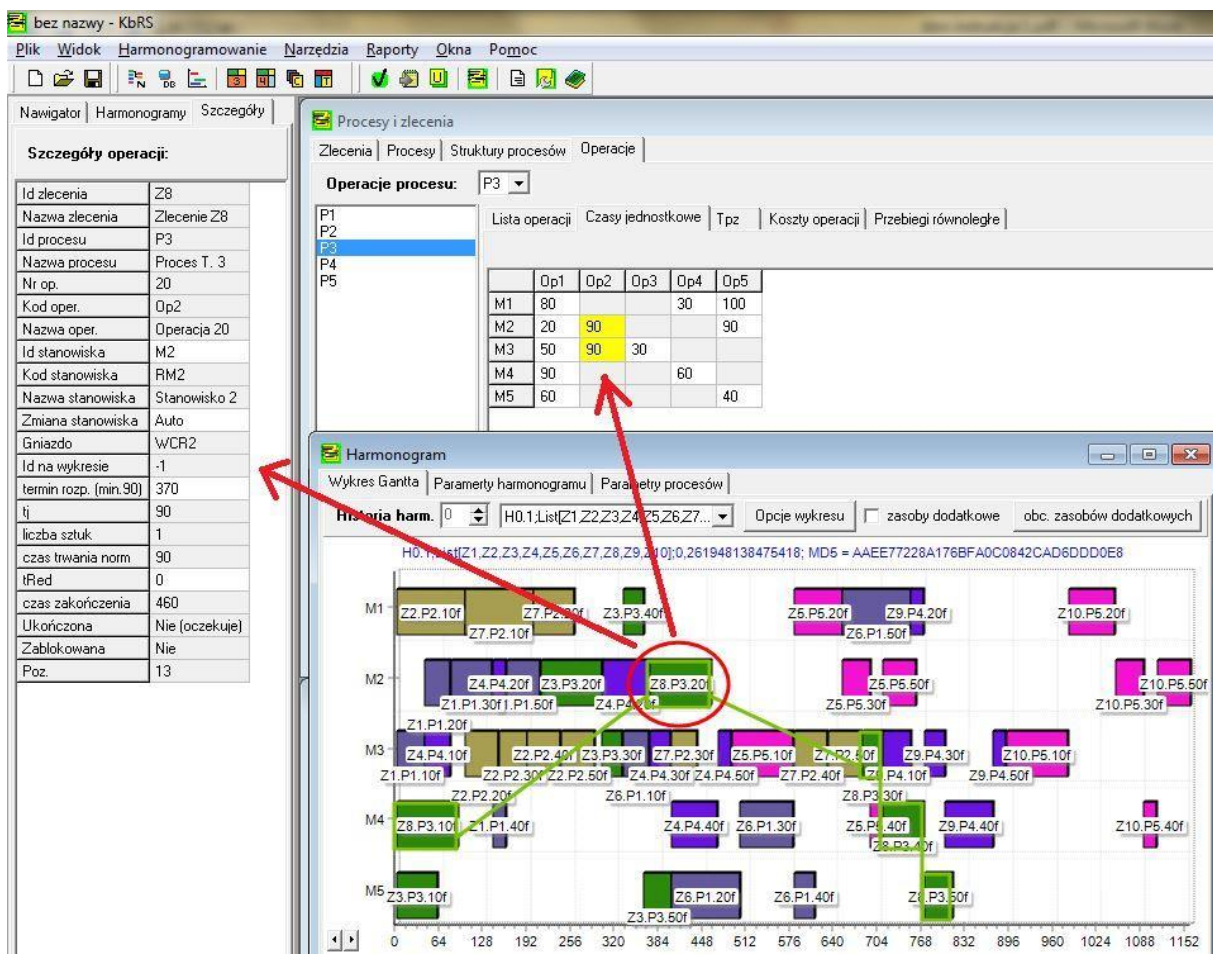 bez nazwy - KbRS
Plik Widok Harmonogramowanie Narzędzia Raporty Okna Pomoc
Nawigator Harmonogramy Szczegóły
Szczegóły operacji:
Id zlecenia Z8
Nazwa zlecenia Zlecenie Z8
Id procesu P3
Nazwa procesu Proces T. 3
Nr op. 20
Kod oper. Op2
Nazwa oper. Operacja 20
Id stanowiska M2
Kod stanowiska RM2
Nazwa stanowiska Stanowisko 2
Zmiana stanowiska Auto
Gniazdo WCR2
Id na wykresie -1
termin rozp. (min.90) 370
tj 90
liczba sztuk 1
czas trwania norm 90
tRed 0
czas zakończenia 460
Ukończona Nie (oczekuje)
Zablokowana Nie
Poz. 13
Procesy i zlecenia
Zlecenia Procesy Struktury procesów Operacje
Operacje procesu: P3
P1
P2
P3
P4
P5
Lista operacji Czasy jednostkowe Tpz Koszty operacji Przebiegi równoległe
Op1 Op2 Op3 Op4 Op5
M1 80 30 100
M2 20 90 90
M3 50 90 30
M4 90 60
M5 60 40
Harmonogram
Wykres Gantta Parametry harmonogramu Parametry procesów
Historia harm. 0 H0.1;List[Z1,Z2,Z3,Z4,Z5,Z6,Z7... Opcje wykresu zasoby dodatkowe obc. zasobów dodatkowych
H0.1;List[Z1,Z2,Z3,Z4,Z5,Z6,Z7,Z8,Z9,Z10];0,261948138475418; MD5 = AAEE77228A176BFA0C0842CAD6DDD0E8
M1 Z2.P2.10f Z7.P2.20f Z3.P3.40f Z5.P5.20f Z9.P4.20f Z10.P5.20f
Z7.P2.10f Z6.P1.50f
M2 Z4.P4.20f Z3.P3.20f Z8.P3.20f Z5.P5.50f Z10.P5.50f
Z1.P1.30f 1.P1.50f Z5.P5.30f Z10.P5.30f
Z1.P1.20f
M3 Z4.P4.10f Z2.P2.40f Z3.P3.30f Z7.P2.30f Z5.P5.10f Z7.P2.50f Z9.P4.30f Z10.P5.10f
Z1.P1.10f Z2.P2.30f Z2.P2.50f Z4.P4.30f Z4.P4.50f Z7.P2.40f Z9.P4.10f Z9.P4.50f
Z2.P2.20f Z6.P1.10f Z8.P3.30f
M4 Z8.P3.10f Z1.P1.40f Z4.P4.40f Z6.P1.30f Z5.P5.40f Z9.P4.40f Z10.P5.40f
Z8.P3.40f
M5 Z3.P3.10f Z6.P1.20f Z6.P1.40f Z8.P3.50f
Z3.P3.50f
0 64 128 192 256 320 384 448 512 576 640 704 768 832 896 960 1024 1088 1152